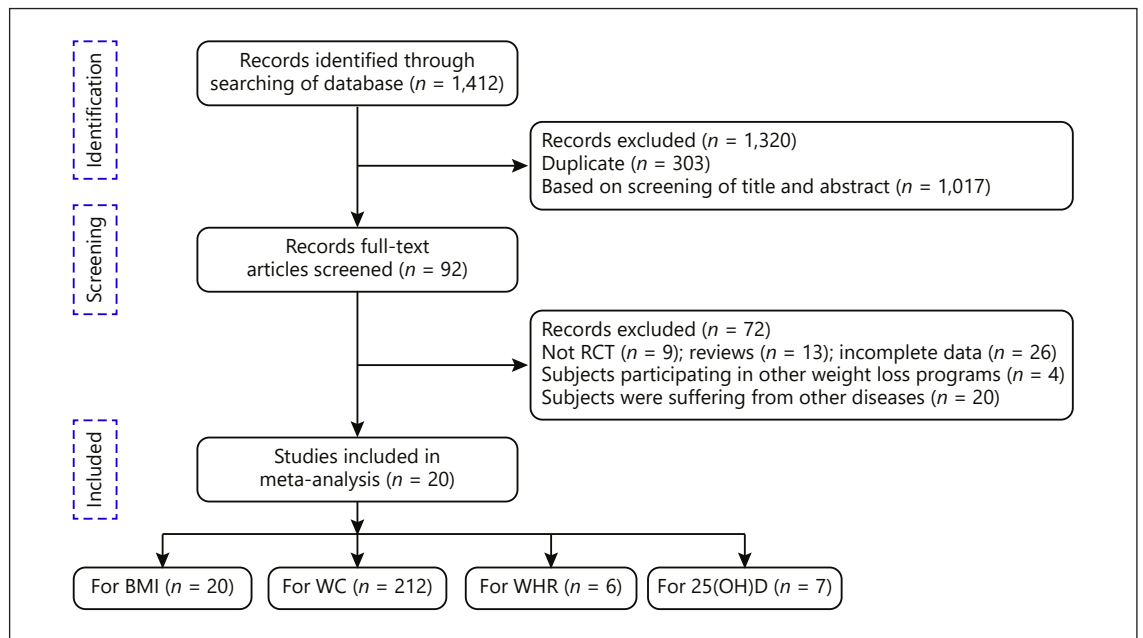 Identification
Records identified through
searching of database (n = 1,412)
Records excluded (n = 1,320)
Duplicate (n = 303)
Based on screening of title and abstract (n = 1,017)
Screening
Records full-text
articles screened (n = 92)
Records excluded (n = 72)
Not RCT (n = 9); reviews (n = 13); incomplete data (n = 26)
Subjects participating in other weight loss programs (n = 4)
Subjects were suffering from other diseases (n = 20)
Included
Studies included in
meta-analysis (n = 20)
For BMI (n = 20)
For WC (n = 212)
For WHR (n = 6)
For 25(OH)D (n = 7)